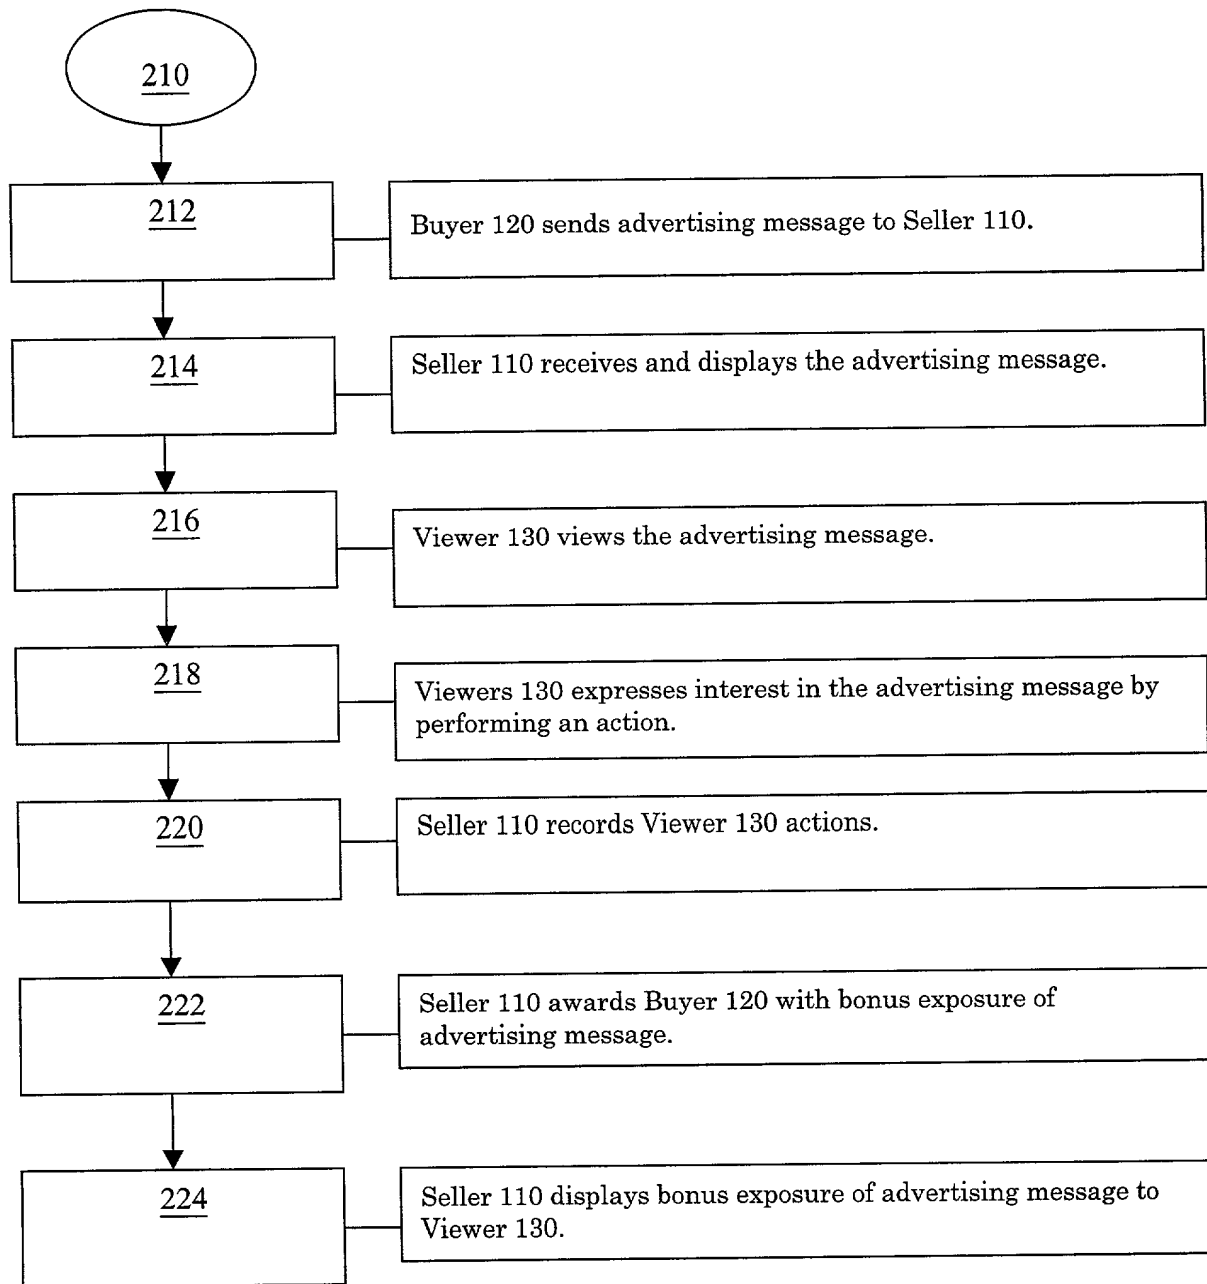 210
212
Buyer 120 sends advertising message to Seller 110.
214
Seller 110 receives and displays the advertising message.
216
Viewer 130 views the advertising message.
218
Viewers 130 expresses interest in the advertising message by
performing an action.
220
Seller 110 records Viewer 130 actions.
222
Seller 110 awards Buyer 120 with bonus exposure of
advertising message.
224
Seller 110 displays bonus exposure of advertising message to
Viewer 130.